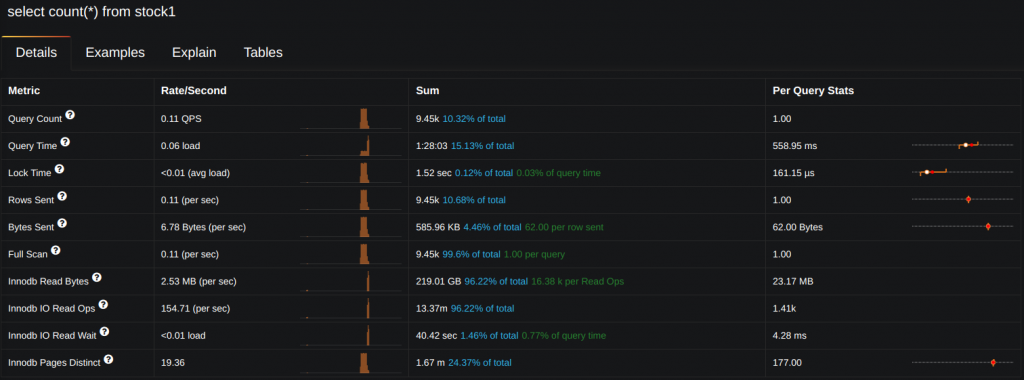 select count(*) from stock1
Details Examples Explain Tables
Metric Rate/Second Sum Per Query Stats
Query Count ? 0.11 QPS 9.45k 10.32% of total 1.00
Query Time ? 0.06 load 1:28:03 15.13% of total 558.95 ms
Lock Time ? <0.01 (avg load) 1.52 sec 0.12% of total 0.03% of query time 161.15 µs
Rows Sent ? 0.11 (per sec) 9.45k 10.68% of total 1.00
Bytes Sent ? 6.78 Bytes (per sec) 585.96 KB 4.46% of total 62.00 per row sent 62.00 Bytes
Full Scan ? 0.11 (per sec) 9.45k 99.6% of total 1.00 per query 1.00
Innodb Read Bytes ? 2.53 MB (per sec) 219.01 GB 96.22% of total 16.38 k per Read Ops 23.17 MB
Innodb IO Read Ops ? 154.71 (per sec) 13.37m 96.22% of total 1.41k
Innodb IO Read Wait ? <0.01 load 40.42 sec 1.46% of total 0.77% of query time 4.28 ms
Innodb Pages Distinct ? 19.36 1.67 m 24.37% of total 177.00